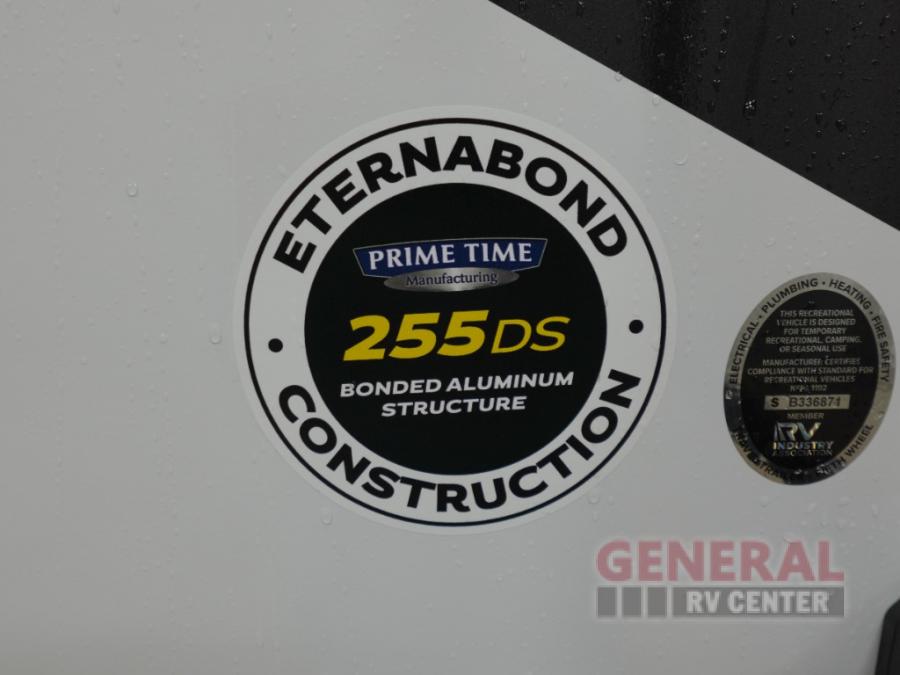 ETERNABOND
PRIME TIME
Manufacturing
255DS
BONDED ALUMINUM
STRUCTURE
CONSTRUCTION
ELECTRICAL • PLUMBING • HEATING • FIRE SAFETY
THIS RECREATIONAL
VEHICLE IS DESIGNED
FOR TEMPORARY
RECREATIONAL, CAMPING,
OR SEASONAL USE
MANUFACTURER CERTIFIES
COMPLIANCE WITH STANDARD FOR
RECREATIONAL VEHICLES
1192
S B336871
MEMBER
RV
INDUSTRY
ASSOCIATION
WHEEL
GENERAL
RV CENTER